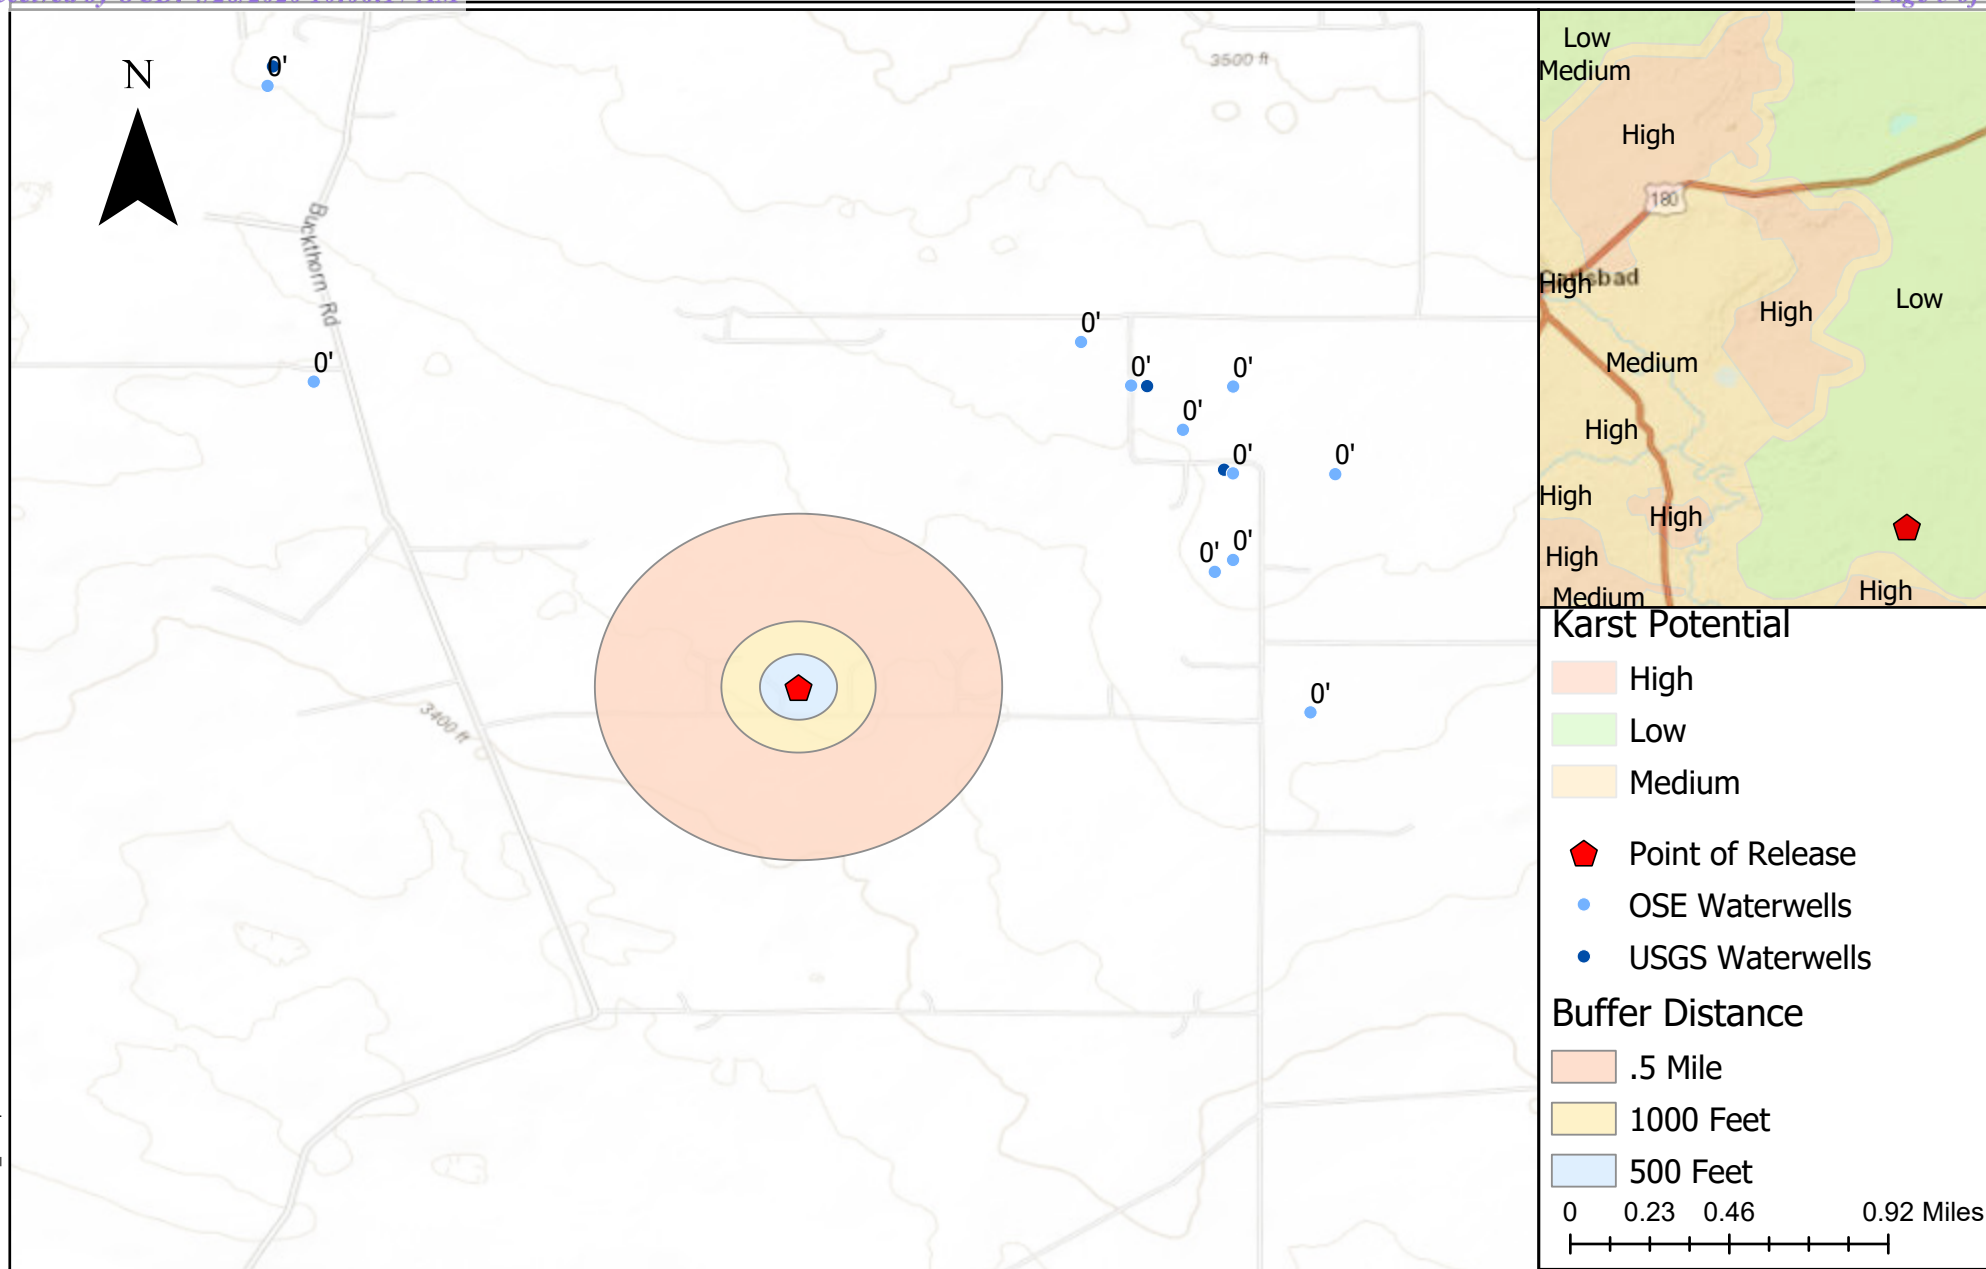 N
0'
Buckthorn Rd
0'
3500 ft
0'
0'
0'
0'
0'
0'
0'
0'
0'
3400 ft
Low
Medium
High
180
Carlsbad
High
High
Low
Medium
High
High
High
High
Medium
High
Karst Potential
High
Low
Medium
Point of Release
OSE Waterwells
USGS Waterwells
Buffer Distance
.5 Mile
1000 Feet
500 Feet
0 0.23 0.46 0.92 Miles